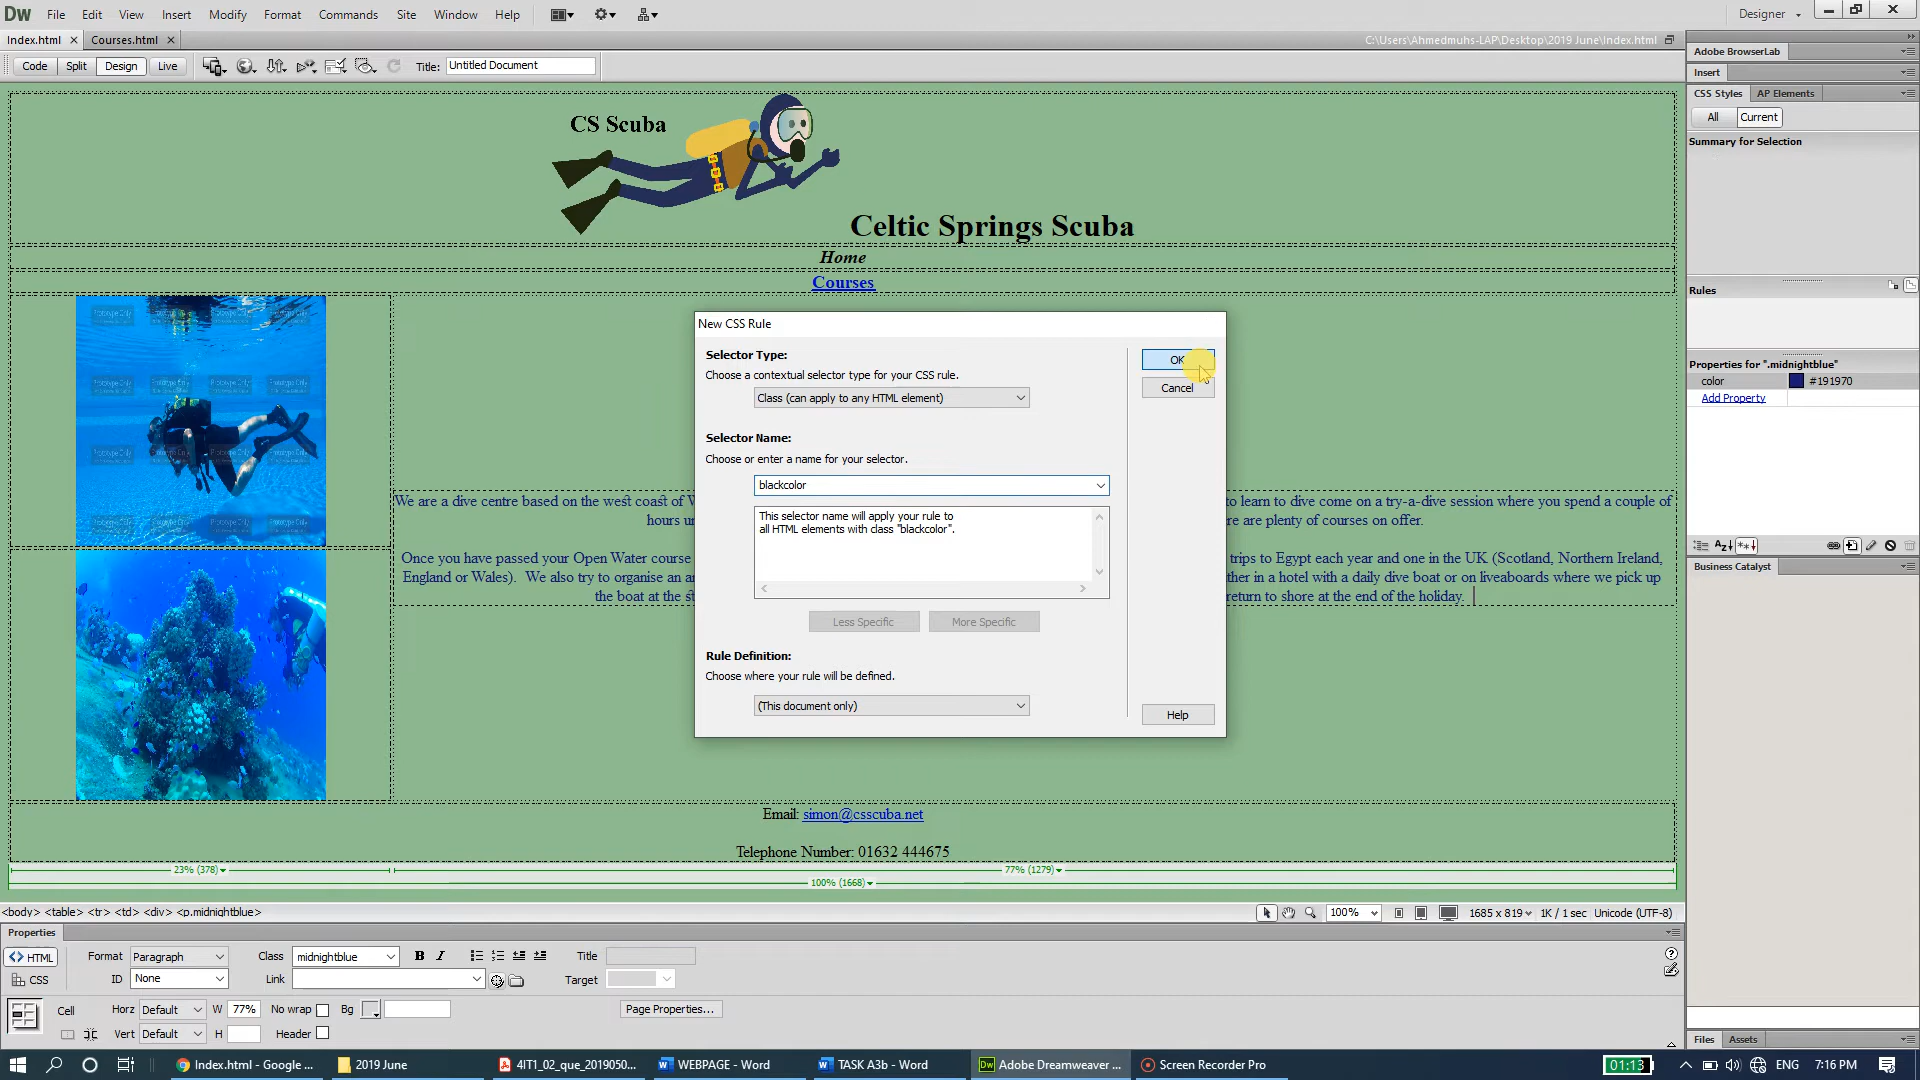 Dw File Edit View Insert Modify Format Commands Site Window Help Designer
Index.html Courses.html C:\Users\Ahmedmuhs-LAP\Desktop\2019 June\Index.html
Code Split Design Live Title: Untitled Document
Adobe BrowserLab
Insert
CSS Styles AP Elements
All Current
Summary for Selection
Rules
Properties for ".midnightblue"
color #191970
Add Property
Business Catalyst
Files Assets
CS Scuba
Celtic Springs Scuba
Home
Courses
Prototype Only
We are a dive centre based on the west coast of W
to learn to dive come on a try-a-dive session where you spend a couple of
hours un
re are plenty of courses on offer.
Once you have passed your Open Water course
trips to Egypt each year and one in the UK (Scotland, Northern Ireland,
England or Wales). We also try to organise an an
ther in a hotel with a daily dive boat or on liveaboards where we pick up
the boat at the st
return to shore at the end of the holiday.
New CSS Rule
Selector Type:
Choose a contextual selector type for your CSS rule.
Class (can apply to any HTML element)
OK
Cancel
Selector Name:
Choose or enter a name for your selector.
blackcolor
This selector name will apply your rule to
all HTML elements with class "blackcolor".
Less Specific More Specific
Rule Definition:
Choose where your rule will be defined.
(This document only)
Help
Email: simon@csscuba.net
Telephone Number: 01632 444675
23% (378) 77% (1279)
100% (1668)
<body> <table> <tr> <td> <div> <p.midnightblue> 100% 1685 x 819 1K / 1 sec Unicode (UTF-8)
Properties
<> HTML Format Paragraph Class midnightblue B I Title
CSS ID None Link Target
Cell Horz Default W 77% No wrap Bg Page Properties...
Vert Default H Header
Index.html - Google ... 2019 June 4IT1_02_que_2019050... WEBPAGE - Word TASK A3b - Word Adobe Dreamweaver ... Screen Recorder Pro 01:13 ENG 7:16 PM